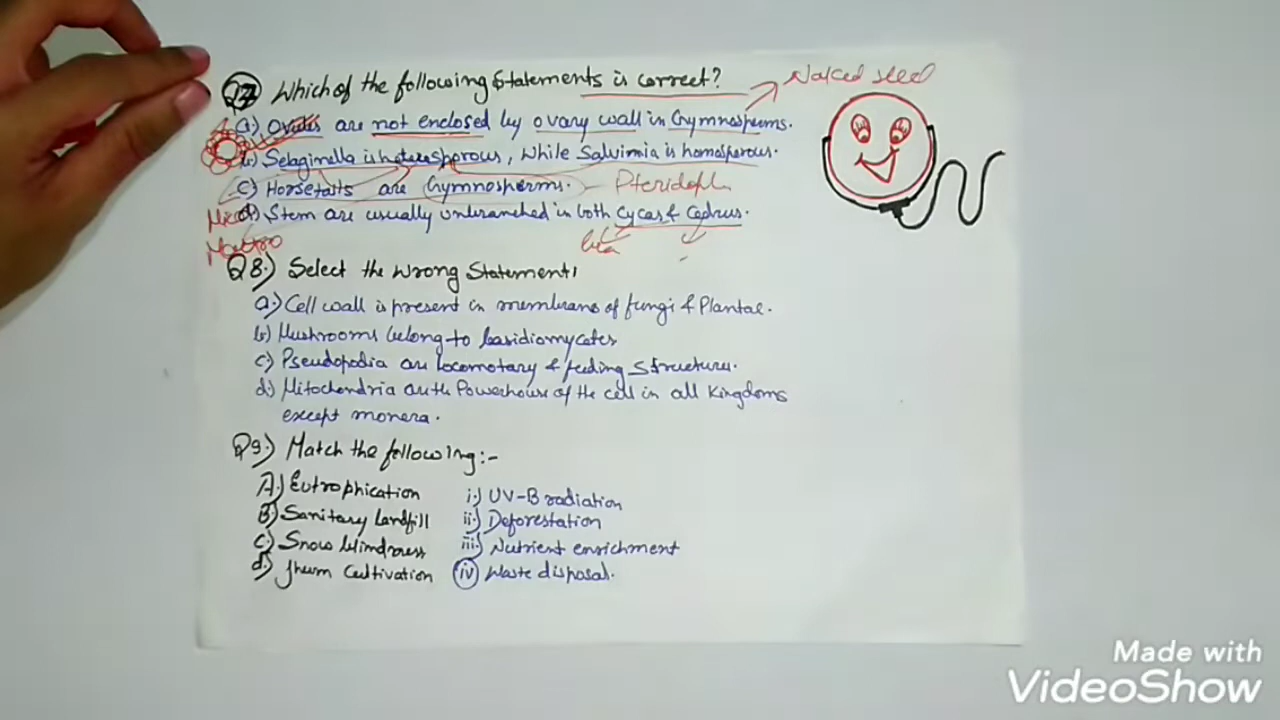 Q7 Which of the following Statements is correct? Naked seed
a) Ovules are not enclosed by ovary wall in Gymnosperms.
b) Selaginella is heterosporous, while Salvinia is homosporous.
c) Horsetails are Gymnosperms. Pteridoph
d) Stem are usually unbranched in both Cycas & Cedrus.
Micro
Macro
Q8.) Select the Wrong Statement,
a.) Cell wall is present in membrane of fungi & Plantae.
b) Mushrooms belong to basidiomycetes
c) Pseudopodia are locomotary & feeding structures.
d.) Mitochondria are the Powerhouse of the cell in all Kingdoms
except monera.
Q9.) Match the following:-
A.) Eutrophication i.) UV-B radiation
B) Sanitary landfill ii.) Deforestation
c.) Snow blindness iii.) Nutrient enrichment
d.) Jhum Cultivation iv Waste disposal.
Made with
VideoShow